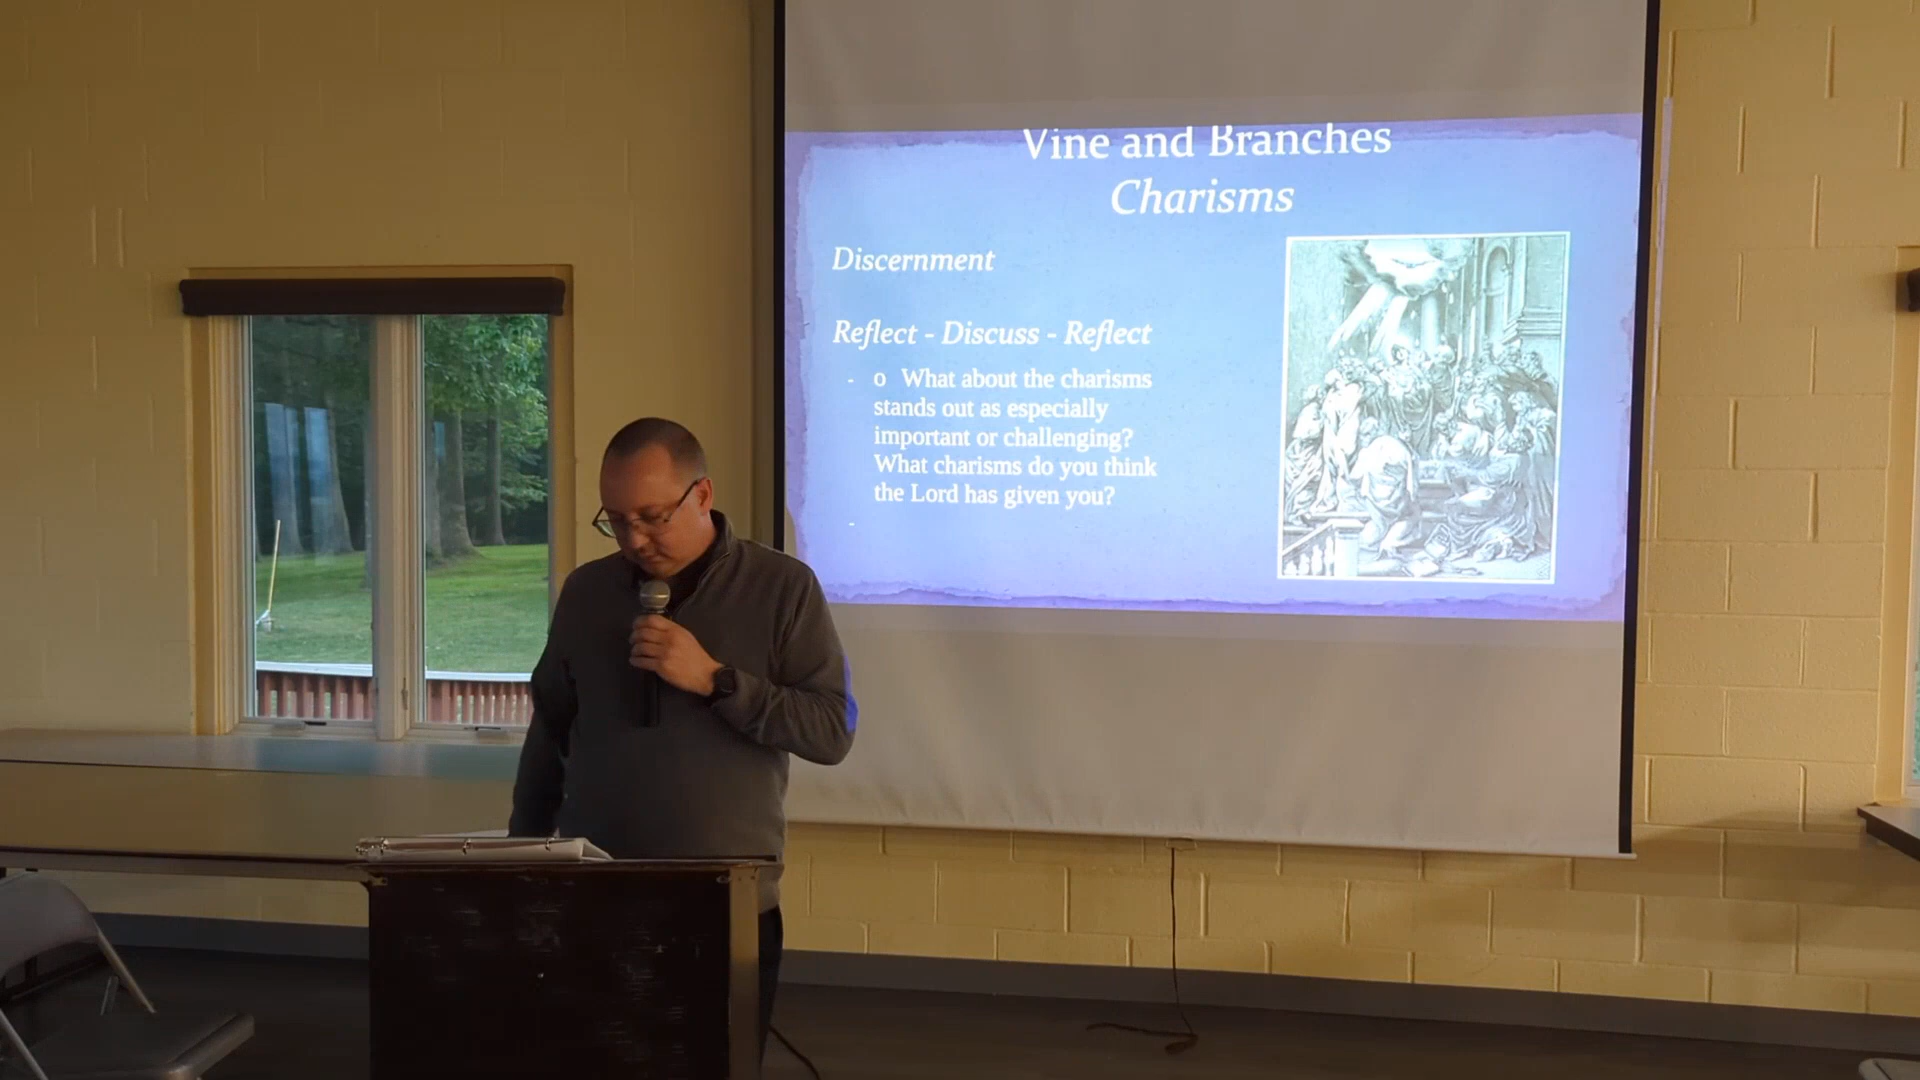 Vine and Branches
Charisms
Discernment
Reflect - Discuss - Reflect
- o What about the charisms
stands out as especially
important or challenging?
What charisms do you think
the Lord has given you?
-